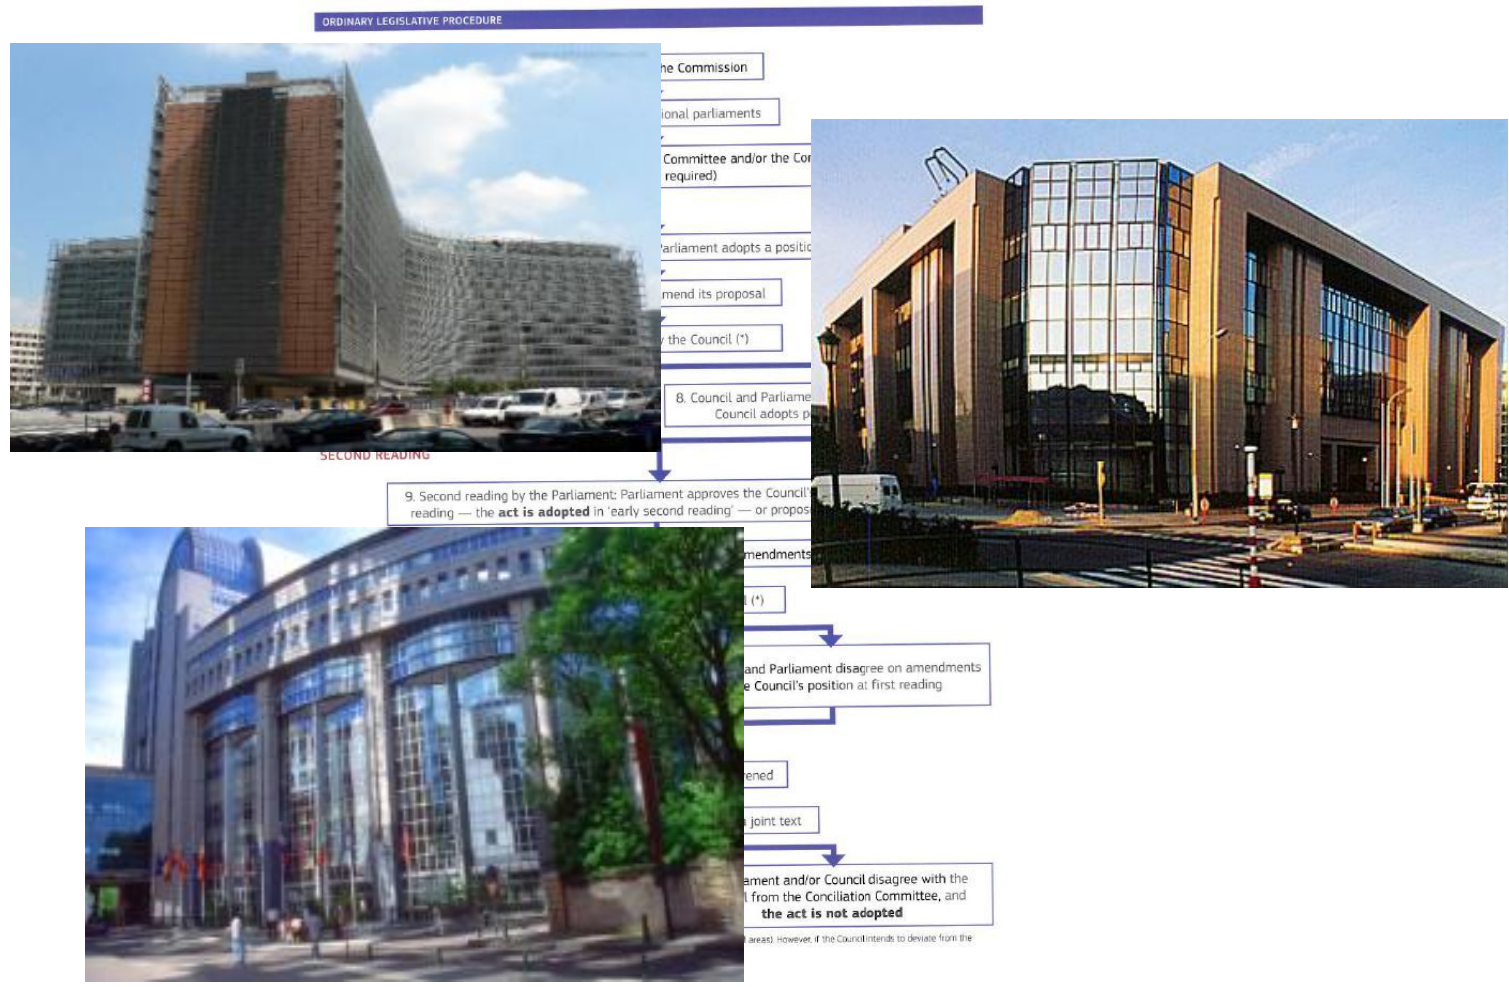 ORDINARY LEGISLATIVE PROCEDURE
he Commission
ional parliaments
Committee and/or the Cor
required)
Parliament adopts a positio
mend its proposal
y the Council (*)
8. Council and Parliame
Council adopts p
SECOND READING
9. Second reading by the Parliament: Parliament approves the Council's
reading — the act is adopted in 'early second reading' — or propos
mendments
l (*)
and Parliament disagree on amendments
e Council's position at first reading
ened
joint text
ament and/or Council disagree with the
l from the Conciliation Committee, and
the act is not adopted
areas). However, if the Council intends to deviate from the